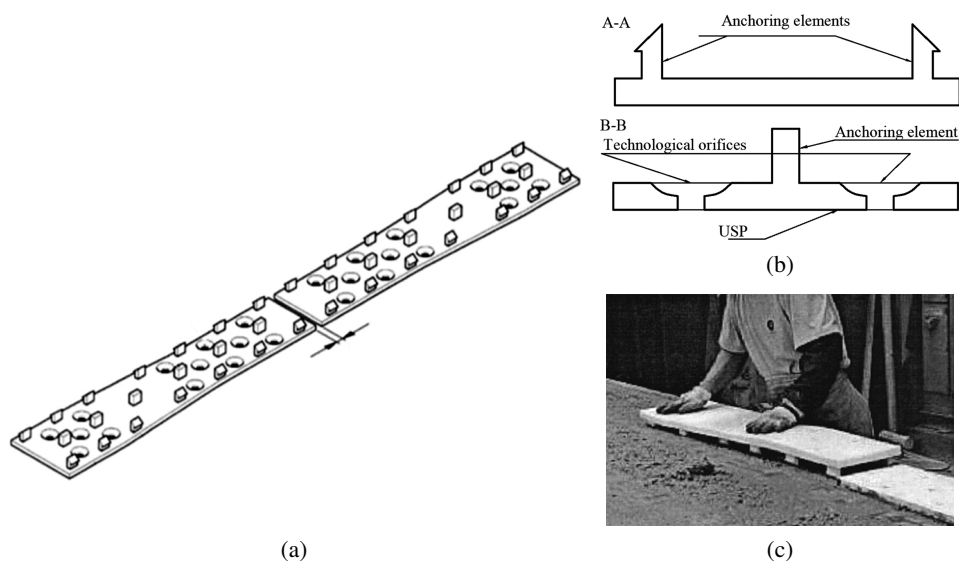 A-A
Anchoring elements
B-B
Technological orifices
Anchoring element
USP
(b)
(a)
(c)